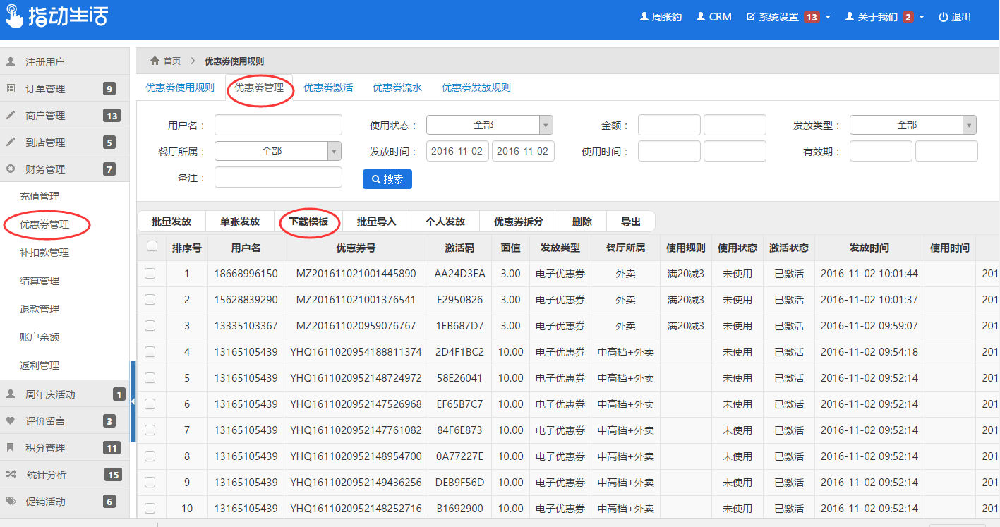 指动生活
周张豹 CRM 系统设置 13 关于我们 2 退出
注册用户
订单管理 9
商户管理 13
到店管理 5
财务管理 7
充值管理
优惠券管理
补扣款管理
结算管理
退款管理
账户余额
返利管理
周年庆活动 1
评价留言 3
积分管理 11
统计分析 15
促销活动 6
首页 > 优惠劵使用规则
优惠劵使用规则 优惠劵管理 优惠劵激活 优惠劵流水 优惠劵发放规则
用户名： 使用状态： 全部 金额： 发放类型： 全部
餐厅所属： 全部 发放时间： 2016-11-02 2016-11-02 使用时间： 有效期：
备注： 搜索
批量发放 单张发放 下载模板 批量导入 个人发放 优惠券拆分 删除 导出
排序号 用户名 优惠券号 激活码 面值 发放类型 餐厅所属 使用规则 使用状态 激活状态 发放时间 使用时间
1 18668996150 MZ201611021001445890 AA24D3EA 3.00 电子优惠券 外卖 满20减3 未使用 已激活 2016-11-02 10:01:44 201
2 15628839290 MZ201611021001376541 E2950826 3.00 电子优惠券 外卖 满20减3 未使用 已激活 2016-11-02 10:01:37 201
3 13335103367 MZ201611020959076767 1EB687D7 3.00 电子优惠券 外卖 满20减3 未使用 已激活 2016-11-02 09:59:07 201
4 13165105439 YHQ1611020954188811374 2D4F1BC2 10.00 电子优惠券 中高档+外卖 未使用 已激活 2016-11-02 09:54:18 201
5 13165105439 YHQ1611020952148724972 58E26041 10.00 电子优惠券 中高档+外卖 未使用 已激活 2016-11-02 09:52:14 201
6 13165105439 YHQ1611020952147526968 EF65B7C7 10.00 电子优惠券 中高档+外卖 未使用 已激活 2016-11-02 09:52:14 201
7 13165105439 YHQ1611020952147761082 84F6E873 10.00 电子优惠券 中高档+外卖 未使用 已激活 2016-11-02 09:52:14 201
8 13165105439 YHQ1611020952148954700 0A77227E 10.00 电子优惠券 中高档+外卖 未使用 已激活 2016-11-02 09:52:14 201
9 13165105439 YHQ1611020952149436256 DEB9F56D 10.00 电子优惠券 中高档+外卖 未使用 已激活 2016-11-02 09:52:14 201
10 13165105439 YHQ1611020952148252716 B1692900 10.00 电子优惠券 中高档+外卖 未使用 已激活 2016-11-02 09:52:14 201